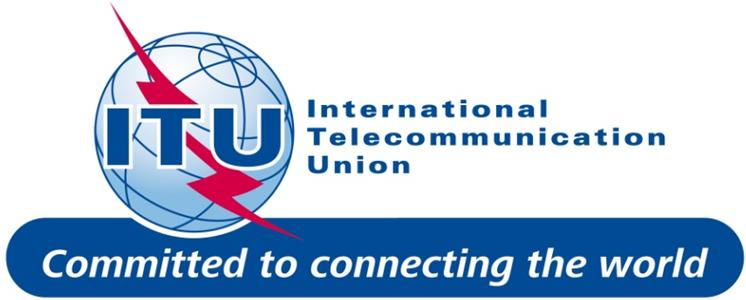 ITU
International
Telecommunication
Union
Committed to connecting the world